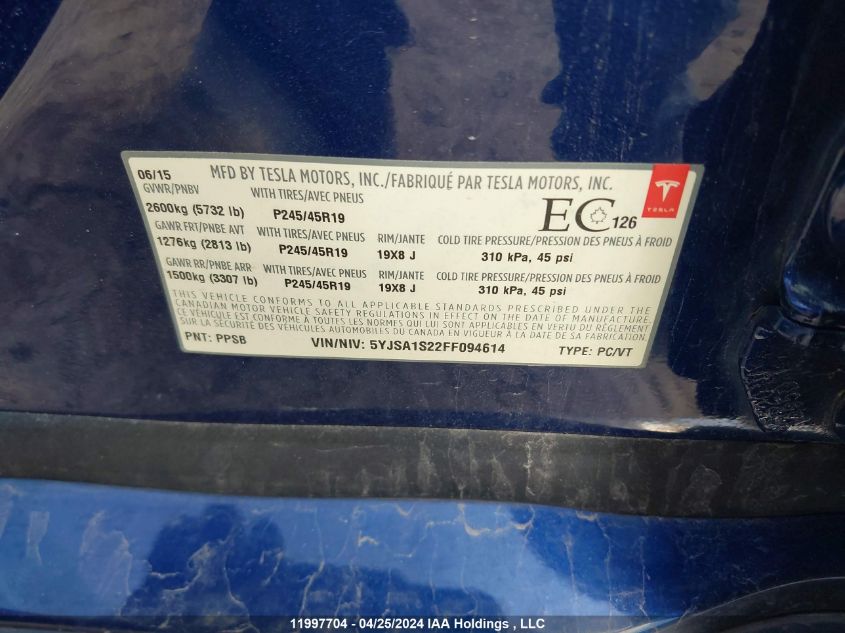 06/15 MFD BY TESLA MOTORS, INC./FABRIQUÉ PAR TESLA MOTORS, INC.
GVWR/PNBV WITH TIRES/AVEC PNEUS
2600kg (5732 lb) P245/45R19
EC 126
TESLA
GAWR FRT/PNBE AVT WITH TIRES/AVEC PNEUS RIM/JANTE COLD TIRE PRESSURE/PRESSION DES PNEUS À FROID
1276kg (2813 lb) P245/45R19 19X8 J 310 kPa, 45 psi
GAWR RR/PNBE ARR WITH TIRES/AVEC PNEUS RIM/JANTE COLD TIRE PRESSURE/PRESSION DES PNEUS À FROID
1500kg (3307 lb) P245/45R19 19X8 J 310 kPa, 45 psi
THIS VEHICLE CONFORMS TO ALL APPLICABLE STANDARDS PRESCRIBED UNDER THE
CANADIAN MOTOR VEHICLE SAFETY REGULATIONS IN EFFECT ON THE DATE OF MANUFACTURE
CE VÉHICULE EST CONFORME À TOUTES LES NORMES QUI LUI SONT APPLICABLES EN VERTU DU RÈGLEMENT
SUR LA SÉCURITÉ DES VÉHICULES AUTOMOBILES DU CANADA EN VIGUEUR À LA DATE DE SA FABRICATION.
PNT: PPSB VIN/NIV: 5YJSA1S22FF094614 TYPE: PC/VT
11997704 - 04/25/2024 IAA Holdings , LLC